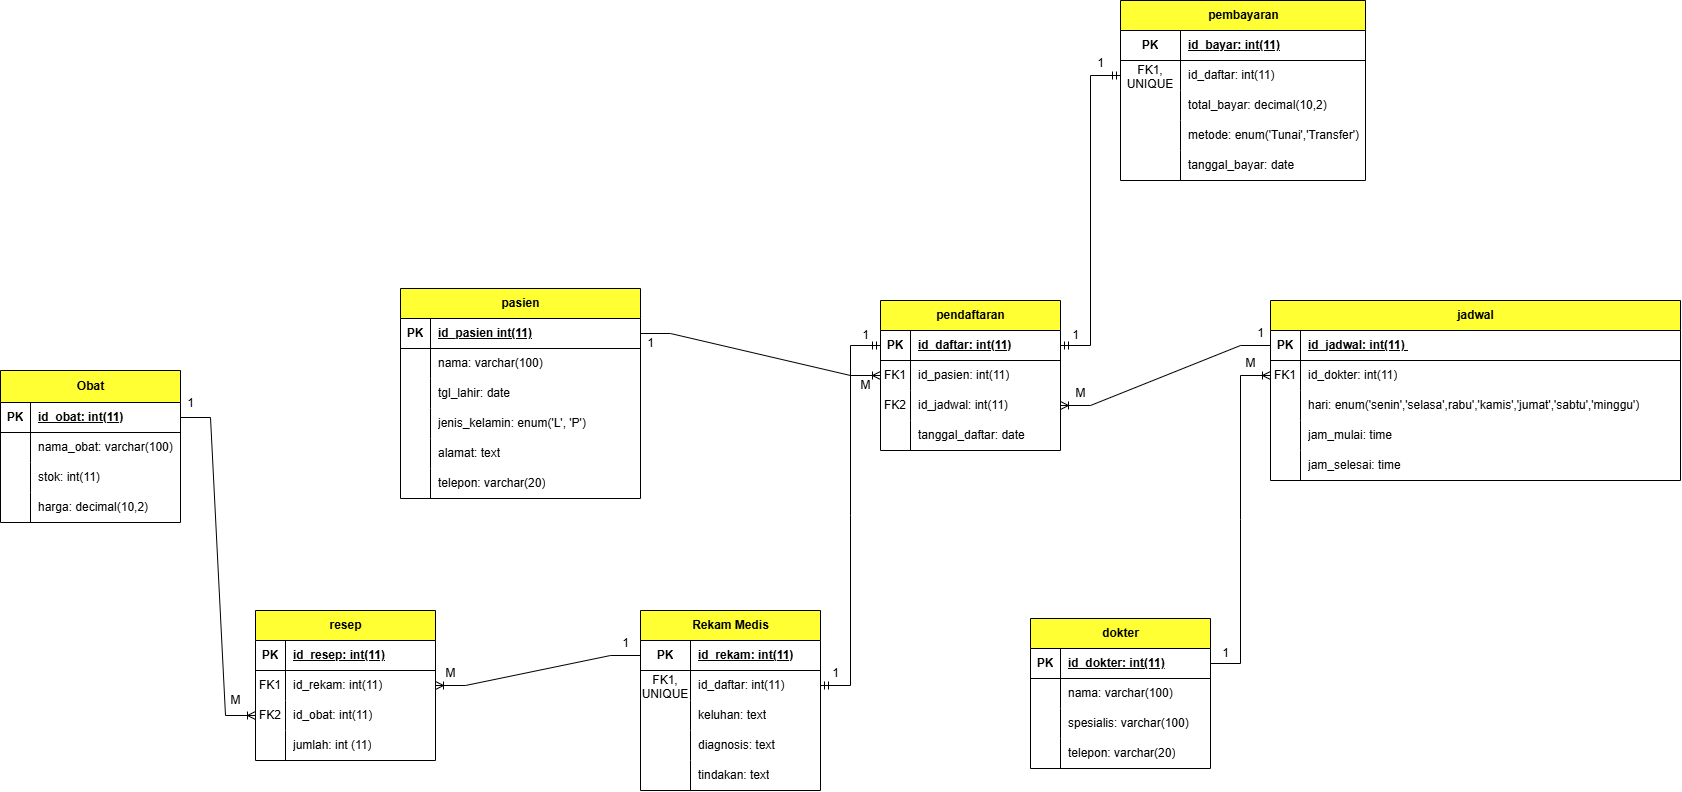 pembayaran
PK id_bayar: int(11)
FK1, UNIQUE id_daftar: int(11)
total_bayar: decimal(10,2)
metode: enum('Tunai','Transfer')
tanggal_bayar: date
1
pasien
PK id_pasien int(11)
nama: varchar(100)
tgl_lahir: date
jenis_kelamin: enum('L', 'P')
alamat: text
telepon: varchar(20)
1
M
1
pendaftaran
PK id_daftar: int(11)
FK1 id_pasien: int(11)
FK2 id_jadwal: int(11)
tanggal_daftar: date
1
M
1
M
jadwal
PK id_jadwal: int(11)
FK1 id_dokter: int(11)
hari: enum('senin','selasa',rabu','kamis','jumat','sabtu','minggu')
jam_mulai: time
jam_selesai: time
Obat
PK id_obat: int(11)
nama_obat: varchar(100)
stok: int(11)
harga: decimal(10,2)
1
M
resep
PK id_resep: int(11)
FK1 id_rekam: int(11)
FK2 id_obat: int(11)
jumlah: int (11)
M
1
Rekam Medis
PK id_rekam: int(11)
FK1, UNIQUE id_daftar: int(11)
keluhan: text
diagnosis: text
tindakan: text
1
dokter
PK id_dokter: int(11)
nama: varchar(100)
spesialis: varchar(100)
telepon: varchar(20)
1